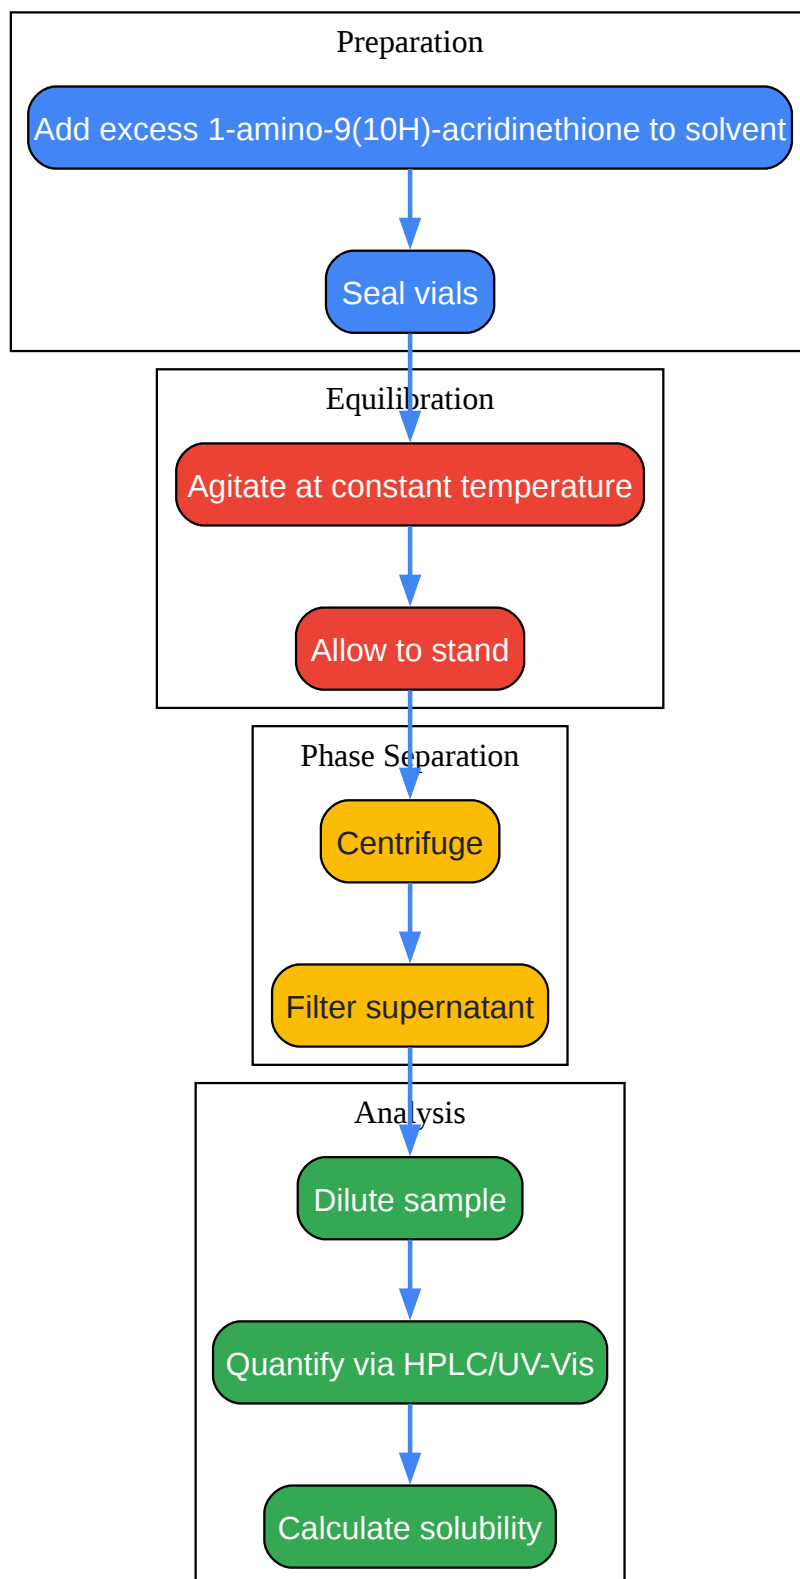 Preparation
Add excess 1-amino-9(10H)-acridinethione to solvent
Seal vials
Equilibration
Agitate at constant temperature
Allow to stand
Phase Separation
Centrifuge
Filter supernatant
Analysis
Dilute sample
Quantify via HPLC/UV-Vis
Calculate solubility